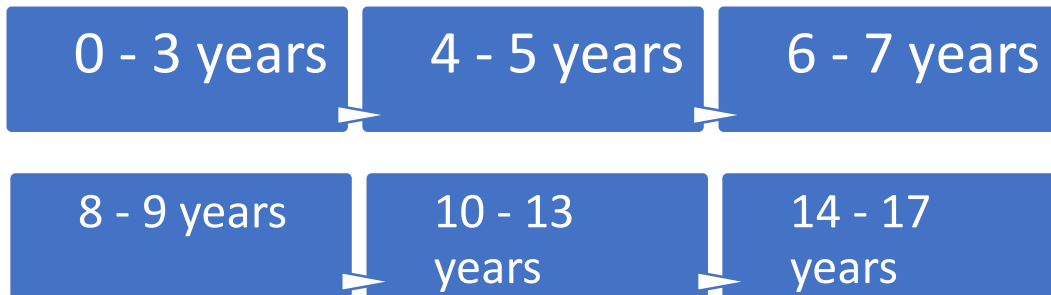 0 - 3 years
4 - 5 years
6 - 7 years
8 - 9 years
10 - 13
years
14 - 17
years